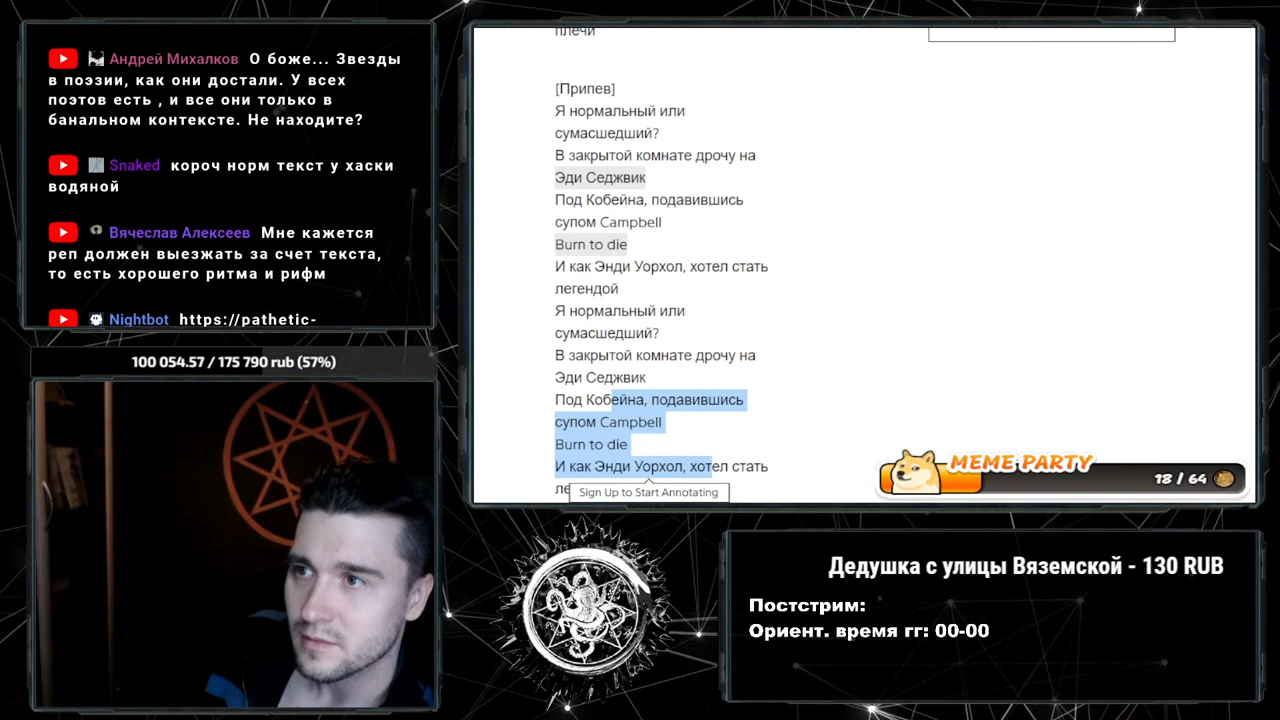 Андрей Михалков О боже... Звезды
в поэзии, как они достали. У всех
поэтов есть , и все они только в
банальном контексте. Не находите?
Snaked короч норм текст у хаски
водяной
Вячеслав Алексеев Мне кажется
реп должен выезжать за счет текста,
то есть хорошего ритма и рифм
Nightbot https://pathetic-
100 054.57 / 175 790 rub (57%)
плечи
[Припев]
Я нормальный или
сумасшедший?
В закрытой комнате дрочу на
Эди Седжвик
Под Кобейна, подавившись
супом Campbell
Burn to die
И как Энди Уорхол, хотел стать
легендой
Я нормальный или
сумасшедший?
В закрытой комнате дрочу на
Эди Седжвик
Под Кобейна, подавившись
супом Campbell
Burn to die
И как Энди Уорхол, хотел стать
ле
Sign Up to Start Annotating
MEME PARTY
18 / 64
Дедушка с улицы Вяземской - 130 RUB
Постстрим:
Ориент. время гг: 00-00